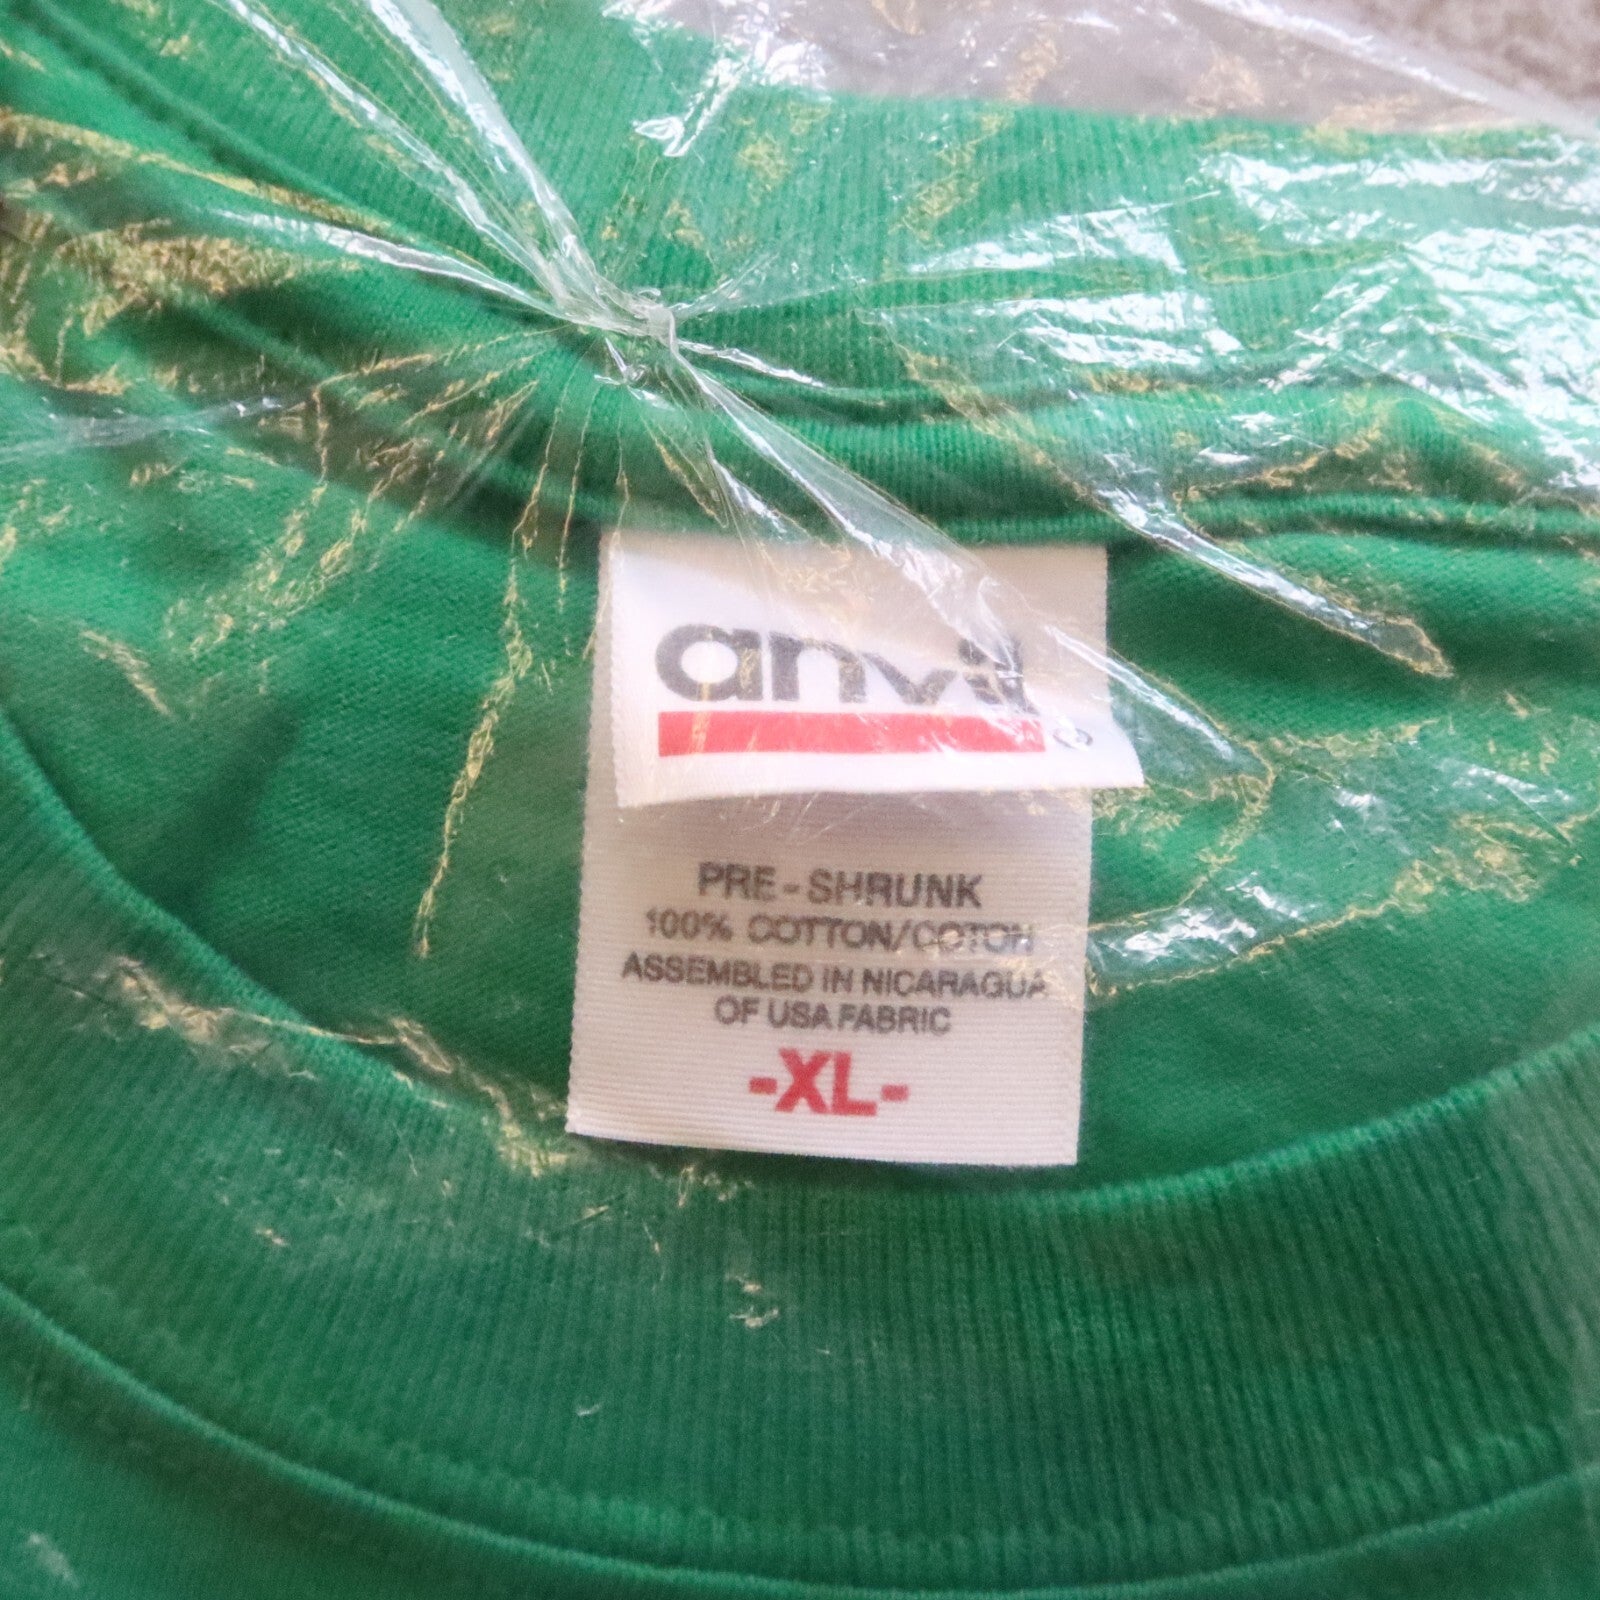 anvil
®
PRE-SHRUNK
100% COTTON/COTON
ASSEMBLED IN NICARAGUA
OF USA FABRIC
-XL-